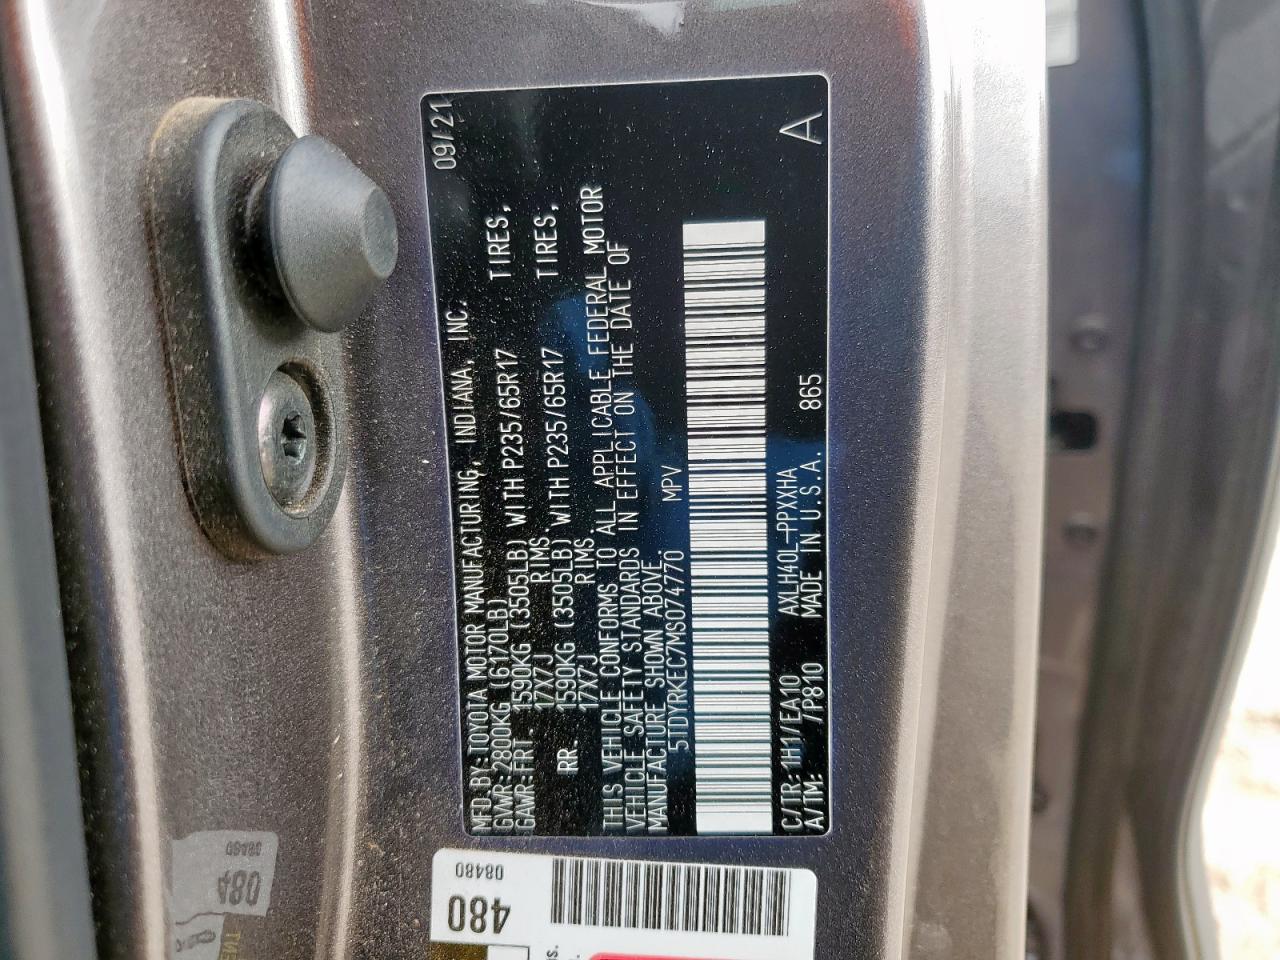 MFD.BY:TOYOTA MOTOR MANUFACTURING, INDIANA, INC. 09/21
GVWR:2800KG (6170LB)
GAWR:FRT 1590KG (3505LB) WITH P235/65R17 TIRES,
17X7J RIMS.
RR. 1590KG (3505LB) WITH P235/65R17 TIRES,
17X7J RIMS.
THIS VEHICLE CONFORMS TO ALL APPLICABLE FEDERAL MOTOR
VEHICLE SAFETY STANDARDS IN EFFECT ON THE DATE OF
MANUFACTURE SHOWN ABOVE.
5TDYRKEC7MS074770 MPV
C/TR:1H1/EA10 AXLH40L-PPXXHA 865 A
A/TM: /P810 MADE IN U.S.A.
08480
480